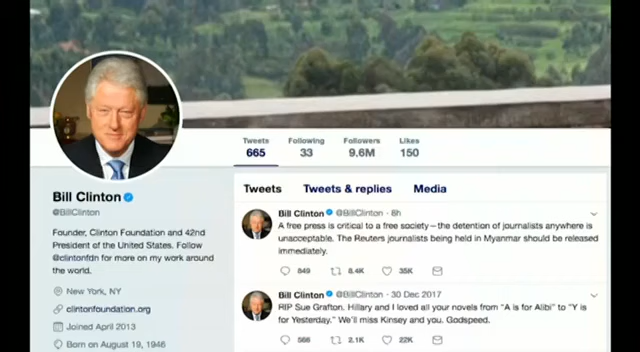 Tweets Following Followers Likes
665 33 9.6M 150
Bill Clinton
@BillClinton
Founder, Clinton Foundation and 42nd
President of the United States. Follow
@clintonfdn for more on my work around
the world.
New York, NY
clintonfoundation.org
Joined April 2013
Born on August 19, 1946
Tweets Tweets & replies Media
Bill Clinton @BillClinton · 8h
A free press is critical to a free society—the detention of journalists anywhere is
unacceptable. The Reuters journalists being held in Myanmar should be released
immediately.
849 8.4K 35K
Bill Clinton @BillClinton · 30 Dec 2017
RIP Sue Grafton. Hillary and I loved all your novels from "A is for Alibi" to "Y is
for Yesterday." We'll miss Kinsey and you. Godspeed.
566 2.1K 22K